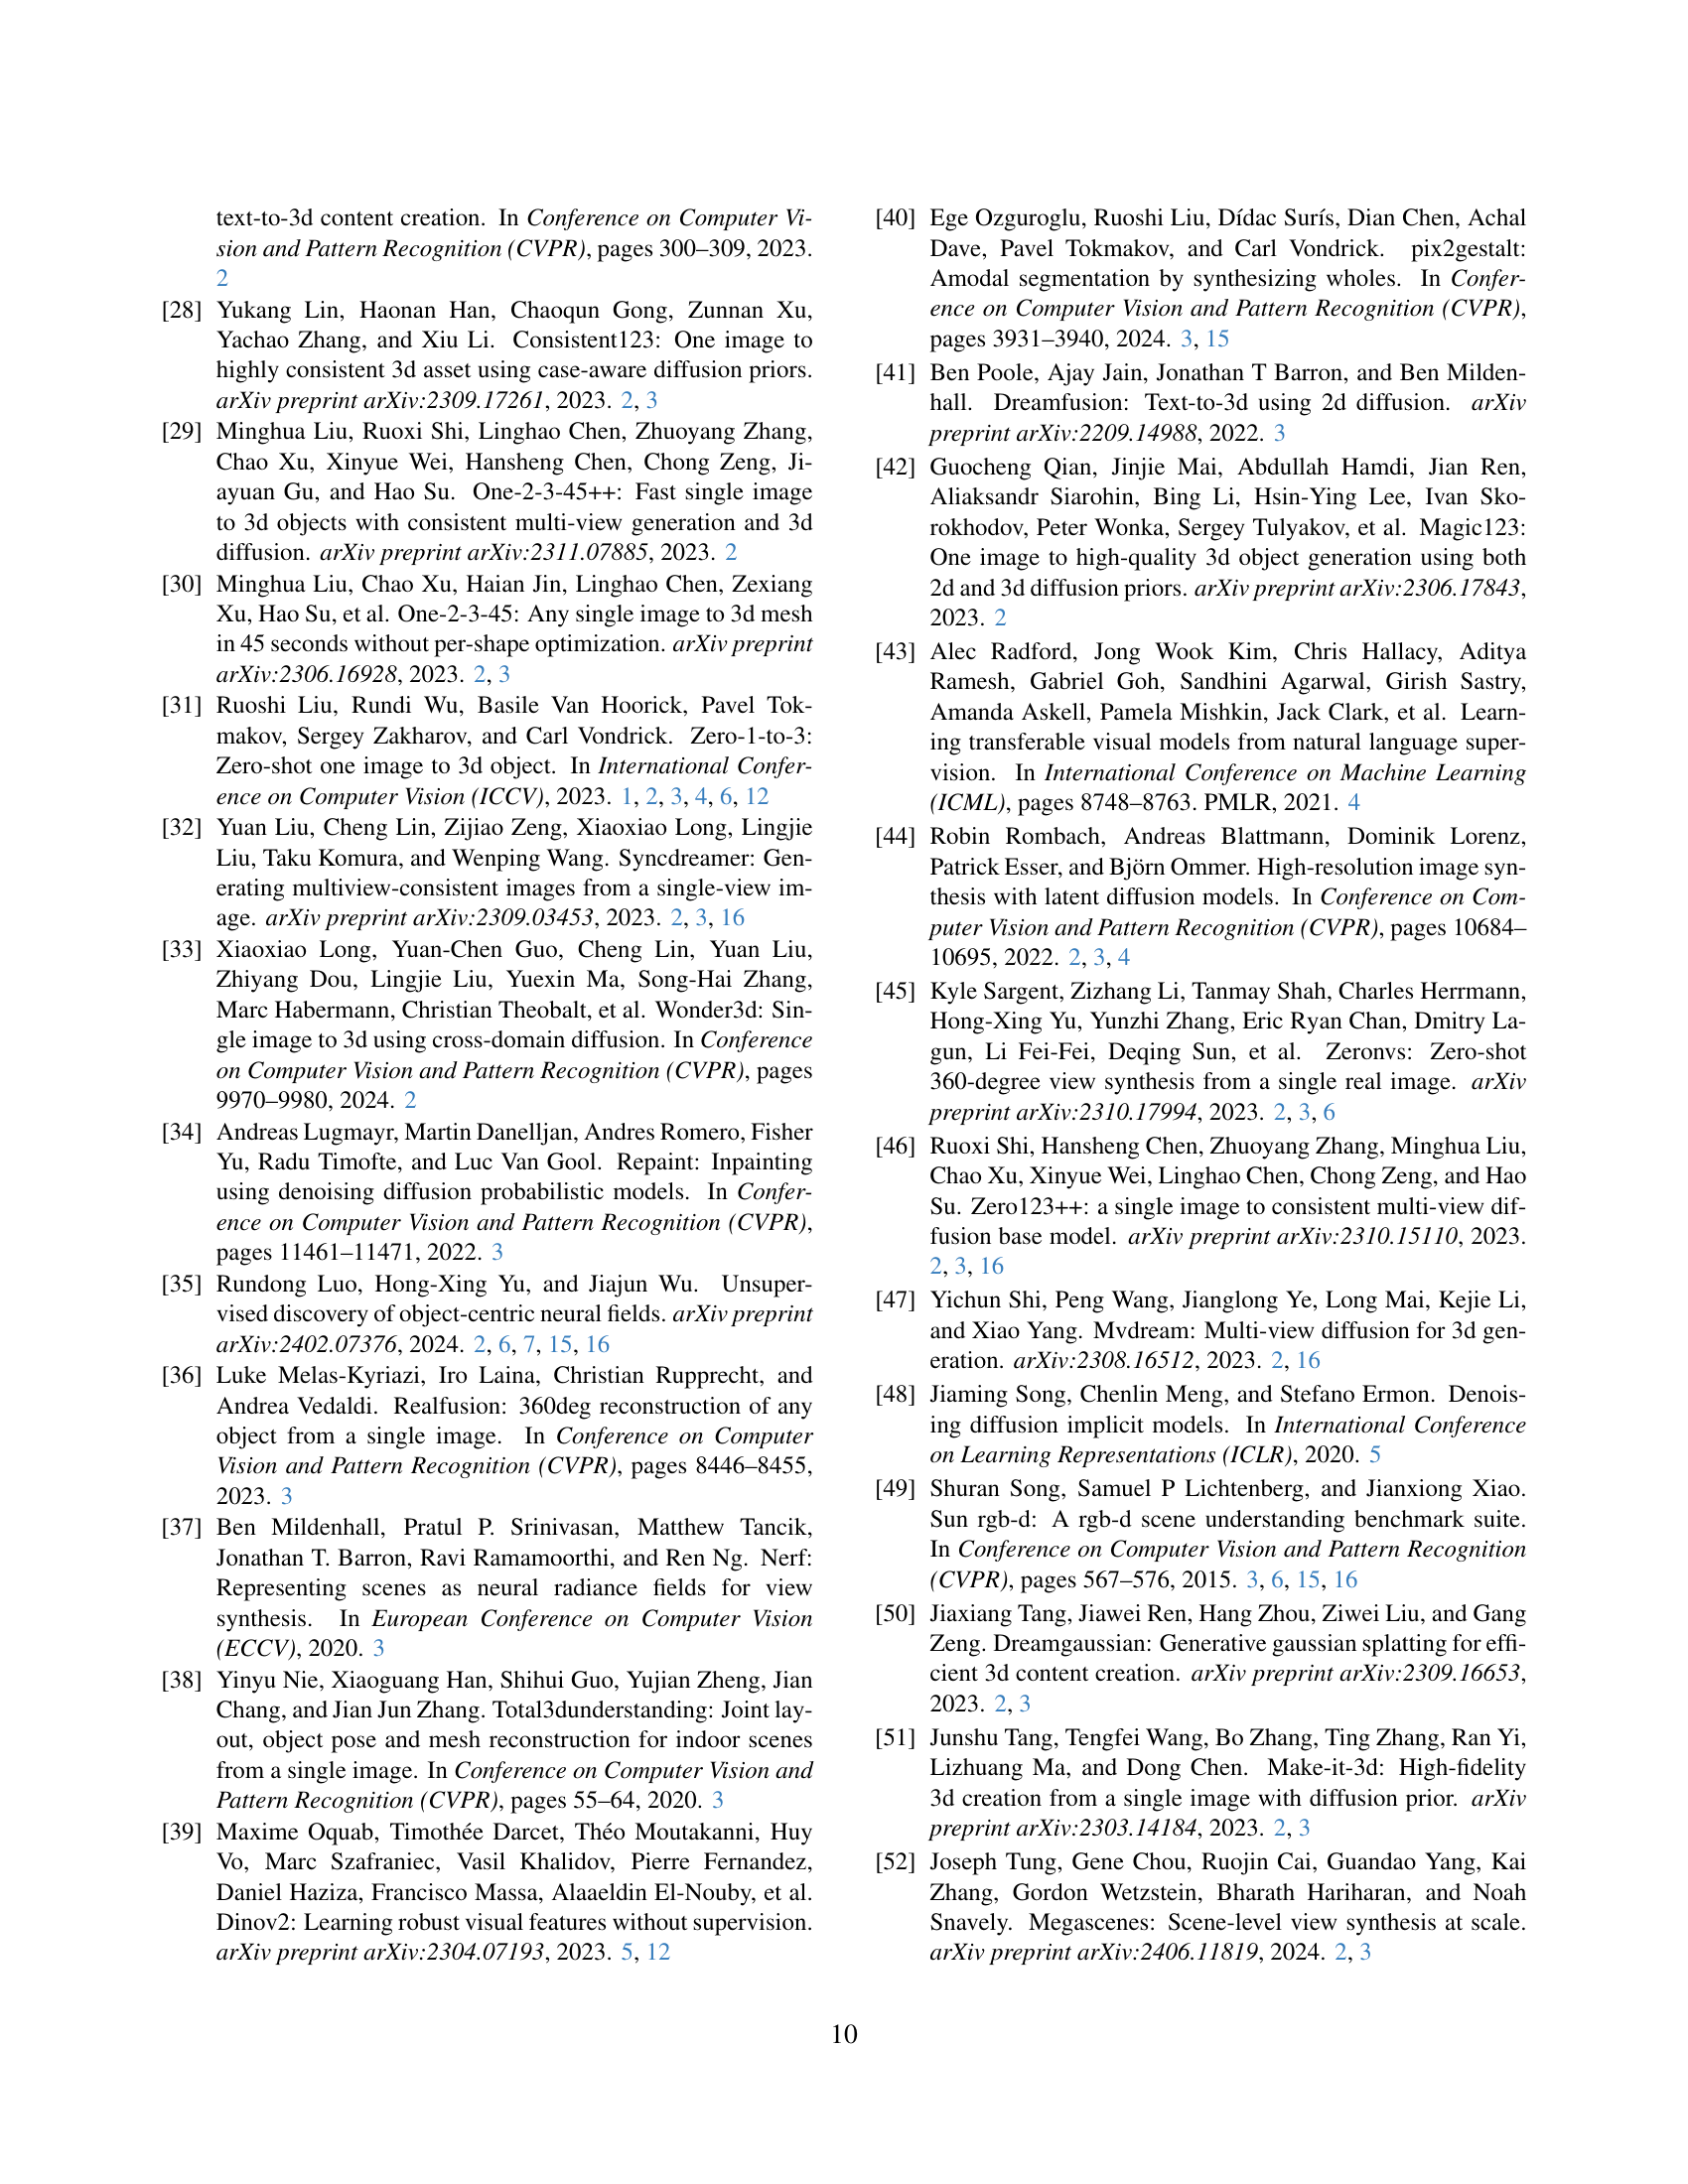 text-to-3d content creation. In Conference on Computer Vi-
sion and Pattern Recognition (CVPR), pages 300–309, 2023.
2
[28] Yukang Lin, Haonan Han, Chaoqun Gong, Zunnan Xu,
Yachao Zhang, and Xiu Li. Consistent123: One image to
highly consistent 3d asset using case-aware diffusion priors.
arXiv preprint arXiv:2309.17261, 2023. 2, 3
[29] Minghua Liu, Ruoxi Shi, Linghao Chen, Zhuoyang Zhang,
Chao Xu, Xinyue Wei, Hansheng Chen, Chong Zeng, Ji-
ayuan Gu, and Hao Su. One-2-3-45++: Fast single image
to 3d objects with consistent multi-view generation and 3d
diffusion. arXiv preprint arXiv:2311.07885, 2023. 2
[30] Minghua Liu, Chao Xu, Haian Jin, Linghao Chen, Zexiang
Xu, Hao Su, et al. One-2-3-45: Any single image to 3d mesh
in 45 seconds without per-shape optimization. arXiv preprint
arXiv:2306.16928, 2023. 2, 3
[31] Ruoshi Liu, Rundi Wu, Basile Van Hoorick, Pavel Tok-
makov, Sergey Zakharov, and Carl Vondrick. Zero-1-to-3:
Zero-shot one image to 3d object. In International Confer-
ence on Computer Vision (ICCV), 2023. 1, 2, 3, 4, 6, 12
[32] Yuan Liu, Cheng Lin, Zijiao Zeng, Xiaoxiao Long, Lingjie
Liu, Taku Komura, and Wenping Wang. Syncdreamer: Gen-
erating multiview-consistent images from a single-view im-
age. arXiv preprint arXiv:2309.03453, 2023. 2, 3, 16
[33] Xiaoxiao Long, Yuan-Chen Guo, Cheng Lin, Yuan Liu,
Zhiyang Dou, Lingjie Liu, Yuexin Ma, Song-Hai Zhang,
Marc Habermann, Christian Theobalt, et al. Wonder3d: Sin-
gle image to 3d using cross-domain diffusion. In Conference
on Computer Vision and Pattern Recognition (CVPR), pages
9970–9980, 2024. 2
[34] Andreas Lugmayr, Martin Danelljan, Andres Romero, Fisher
Yu, Radu Timofte, and Luc Van Gool. Repaint: Inpainting
using denoising diffusion probabilistic models. In Confer-
ence on Computer Vision and Pattern Recognition (CVPR),
pages 11461–11471, 2022. 3
[35] Rundong Luo, Hong-Xing Yu, and Jiajun Wu. Unsuper-
vised discovery of object-centric neural fields. arXiv preprint
arXiv:2402.07376, 2024. 2, 6, 7, 15, 16
[36] Luke Melas-Kyriazi, Iro Laina, Christian Rupprecht, and
Andrea Vedaldi. Realfusion: 360deg reconstruction of any
object from a single image. In Conference on Computer
Vision and Pattern Recognition (CVPR), pages 8446–8455,
2023. 3
[37] Ben Mildenhall, Pratul P. Srinivasan, Matthew Tancik,
Jonathan T. Barron, Ravi Ramamoorthi, and Ren Ng. Nerf:
Representing scenes as neural radiance fields for view
synthesis. In European Conference on Computer Vision
(ECCV), 2020. 3
[38] Yinyu Nie, Xiaoguang Han, Shihui Guo, Yujian Zheng, Jian
Chang, and Jian Jun Zhang. Total3dunderstanding: Joint lay-
out, object pose and mesh reconstruction for indoor scenes
from a single image. In Conference on Computer Vision and
Pattern Recognition (CVPR), pages 55–64, 2020. 3
[39] Maxime Oquab, Timothée Darcet, Théo Moutakanni, Huy
Vo, Marc Szafraniec, Vasil Khalidov, Pierre Fernandez,
Daniel Haziza, Francisco Massa, Alaaeldin El-Nouby, et al.
Dinov2: Learning robust visual features without supervision.
arXiv preprint arXiv:2304.07193, 2023. 5, 12
[40] Ege Ozguroglu, Ruoshi Liu, Dídac Surís, Dian Chen, Achal
Dave, Pavel Tokmakov, and Carl Vondrick. pix2gestalt:
Amodal segmentation by synthesizing wholes. In Confer-
ence on Computer Vision and Pattern Recognition (CVPR),
pages 3931–3940, 2024. 3, 15
[41] Ben Poole, Ajay Jain, Jonathan T Barron, and Ben Milden-
hall. Dreamfusion: Text-to-3d using 2d diffusion. arXiv
preprint arXiv:2209.14988, 2022. 3
[42] Guocheng Qian, Jinjie Mai, Abdullah Hamdi, Jian Ren,
Aliaksandr Siarohin, Bing Li, Hsin-Ying Lee, Ivan Sko-
rokhodov, Peter Wonka, Sergey Tulyakov, et al. Magic123:
One image to high-quality 3d object generation using both
2d and 3d diffusion priors. arXiv preprint arXiv:2306.17843,
2023. 2
[43] Alec Radford, Jong Wook Kim, Chris Hallacy, Aditya
Ramesh, Gabriel Goh, Sandhini Agarwal, Girish Sastry,
Amanda Askell, Pamela Mishkin, Jack Clark, et al. Learn-
ing transferable visual models from natural language super-
vision. In International Conference on Machine Learning
(ICML), pages 8748–8763. PMLR, 2021. 4
[44] Robin Rombach, Andreas Blattmann, Dominik Lorenz,
Patrick Esser, and Björn Ommer. High-resolution image syn-
thesis with latent diffusion models. In Conference on Com-
puter Vision and Pattern Recognition (CVPR), pages 10684–
10695, 2022. 2, 3, 4
[45] Kyle Sargent, Zizhang Li, Tanmay Shah, Charles Herrmann,
Hong-Xing Yu, Yunzhi Zhang, Eric Ryan Chan, Dmitry La-
gun, Li Fei-Fei, Deqing Sun, et al. Zeronvs: Zero-shot
360-degree view synthesis from a single real image. arXiv
preprint arXiv:2310.17994, 2023. 2, 3, 6
[46] Ruoxi Shi, Hansheng Chen, Zhuoyang Zhang, Minghua Liu,
Chao Xu, Xinyue Wei, Linghao Chen, Chong Zeng, and Hao
Su. Zero123++: a single image to consistent multi-view dif-
fusion base model. arXiv preprint arXiv:2310.15110, 2023.
2, 3, 16
[47] Yichun Shi, Peng Wang, Jianglong Ye, Long Mai, Kejie Li,
and Xiao Yang. Mvdream: Multi-view diffusion for 3d gen-
eration. arXiv:2308.16512, 2023. 2, 16
[48] Jiaming Song, Chenlin Meng, and Stefano Ermon. Denois-
ing diffusion implicit models. In International Conference
on Learning Representations (ICLR), 2020. 5
[49] Shuran Song, Samuel P Lichtenberg, and Jianxiong Xiao.
Sun rgb-d: A rgb-d scene understanding benchmark suite.
In Conference on Computer Vision and Pattern Recognition
(CVPR), pages 567–576, 2015. 3, 6, 15, 16
[50] Jiaxiang Tang, Jiawei Ren, Hang Zhou, Ziwei Liu, and Gang
Zeng. Dreamgaussian: Generative gaussian splatting for effi-
cient 3d content creation. arXiv preprint arXiv:2309.16653,
2023. 2, 3
[51] Junshu Tang, Tengfei Wang, Bo Zhang, Ting Zhang, Ran Yi,
Lizhuang Ma, and Dong Chen. Make-it-3d: High-fidelity
3d creation from a single image with diffusion prior. arXiv
preprint arXiv:2303.14184, 2023. 2, 3
[52] Joseph Tung, Gene Chou, Ruojin Cai, Guandao Yang, Kai
Zhang, Gordon Wetzstein, Bharath Hariharan, and Noah
Snavely. Megascenes: Scene-level view synthesis at scale.
arXiv preprint arXiv:2406.11819, 2024. 2, 3
10